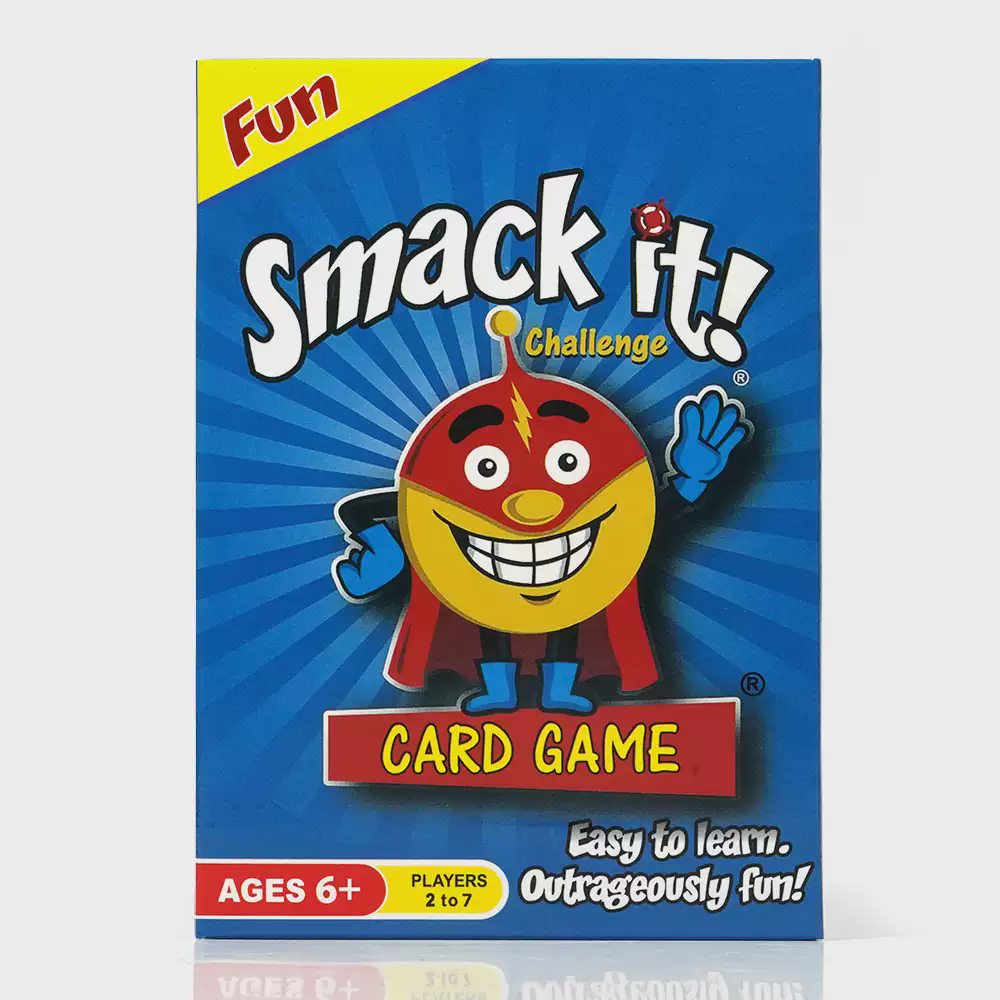 Fun
Smack it!
Challenge
®
®
CARD GAME
Easy to learn.
Outrageously fun!
AGES 6+
PLAYERS
2 to 7